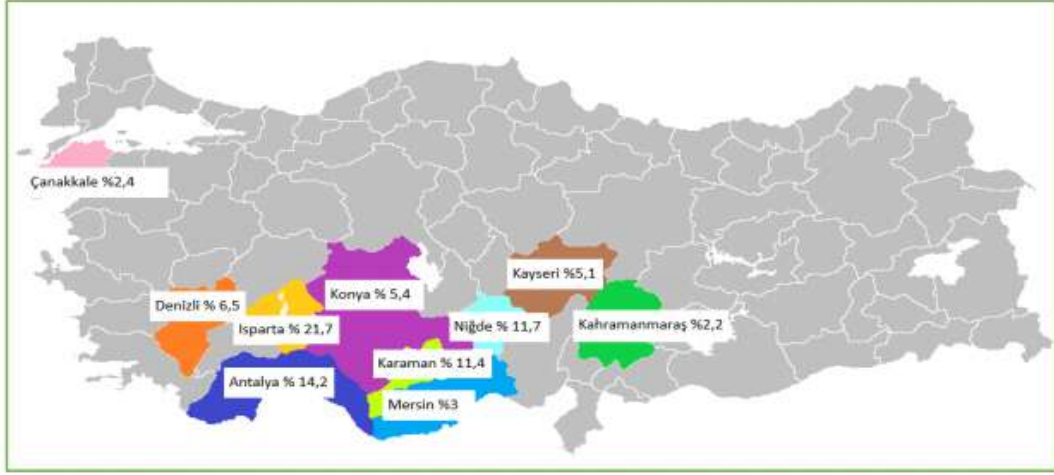 Çanakkale %2,4
Kayseri %5,1
Denizli % 6,5
Konya % 5,4
Isparta % 21,7
Niğde % 11,7
Kahramanmaraş %2,2
Karaman % 11,4
Antalya % 14,2
Mersin %3